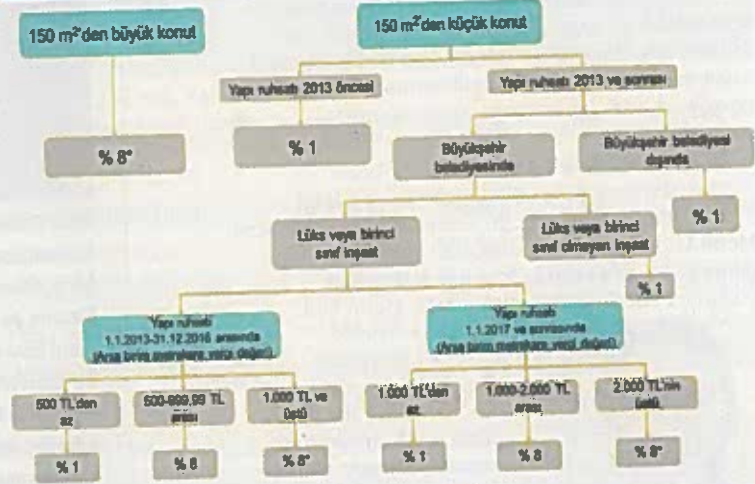 150 m²'den büyük konut
150 m²'den küçük konut
Yapı ruhsatı 2013 öncesi
Yapı ruhsatı 2013 ve sonrası
% 8*
% 1
Büyükşehir
belediyesinde
Büyükşehir belediyesi
dışında
% 1
Lüks veya birinci
sınıf inşaat
Lüks veya birinci
sınıf olmayan inşaat
% 1
Yapı ruhsatı
1.1.2013-31.12.2016 arasında
(Arsa birim metrekare vergi değeri)
Yapı ruhsatı
1.1.2017 ve sonrasında
(Arsa birim metrekare vergi değeri)
500 TL'den
az
500-999,99 TL
arası
1.000 TL ve
üstü
1.000 TL'den
az
1.000-2.000 TL
arası
2.000 TL'nin
üstü
% 1
% 8
% 8*
% 1
% 8
% 8*